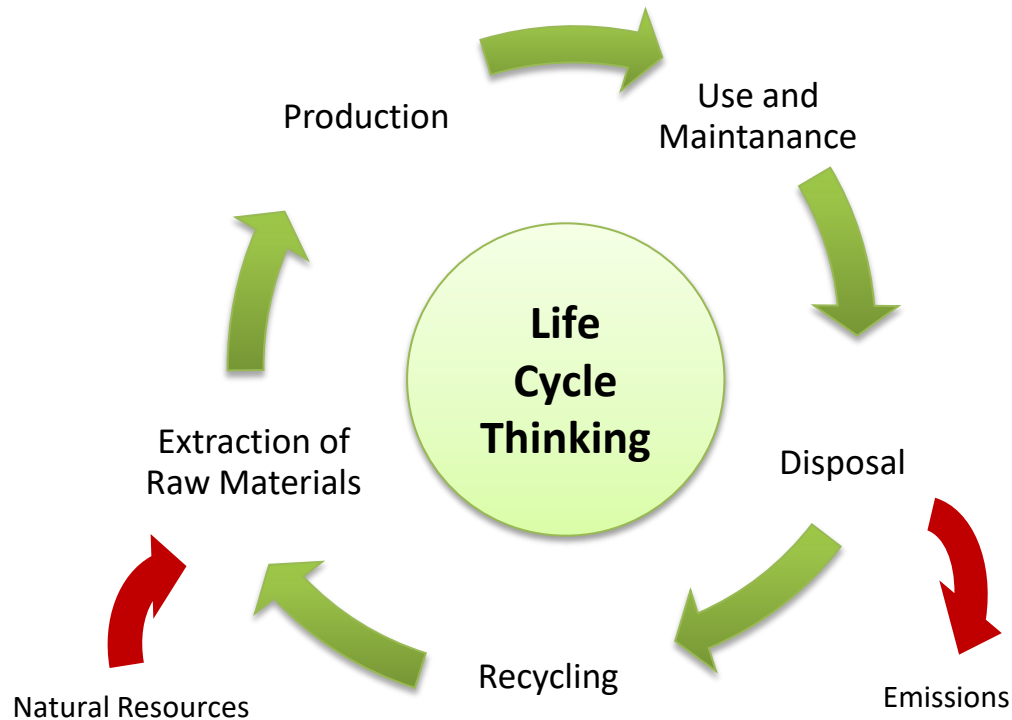 Production
Use and
Maintanance
Life
Cycle
Thinking
Extraction of
Raw Materials
Disposal
Recycling
Natural Resources
Emissions